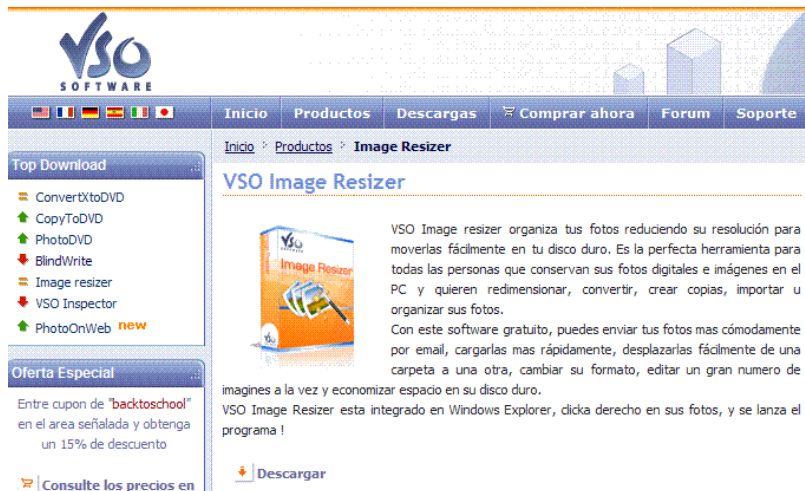 VSO
SOFTWARE
Inicio Productos Descargas Comprar ahora Forum Soporte
Inicio Productos Image Resizer
Top Download
ConvertXtoDVD
CopyToDVD
PhotoDVD
BlindWrite
Image resizer
VSO Inspector
PhotoOnWeb new
Oferta Especial
Entre cupon de "backtoschool"
en el area señalada y obtenga
un 15% de descuento
Consulte los precios en
VSO Image Resizer
VSO
Image Resizer
VSO Image resizer organiza tus fotos reduciendo su resolución para
moverlas fácilmente en tu disco duro. Es la perfecta herramienta para
todas las personas que conservan sus fotos digitales e imágenes en el
PC y quieren redimensionar, convertir, crear copias, importar u
organizar sus fotos.
Con este software gratuito, puedes enviar tus fotos mas cómodamente
por email, cargarlas mas rápidamente, desplazarlas fácilmente de una
carpeta a una otra, cambiar su formato, editar un gran numero de
imagines a la vez y economizar espacio en su disco duro.
VSO Image Resizer esta integrado en Windows Explorer, clicka derecho en sus fotos, y se lanza el
programa !
Descargar